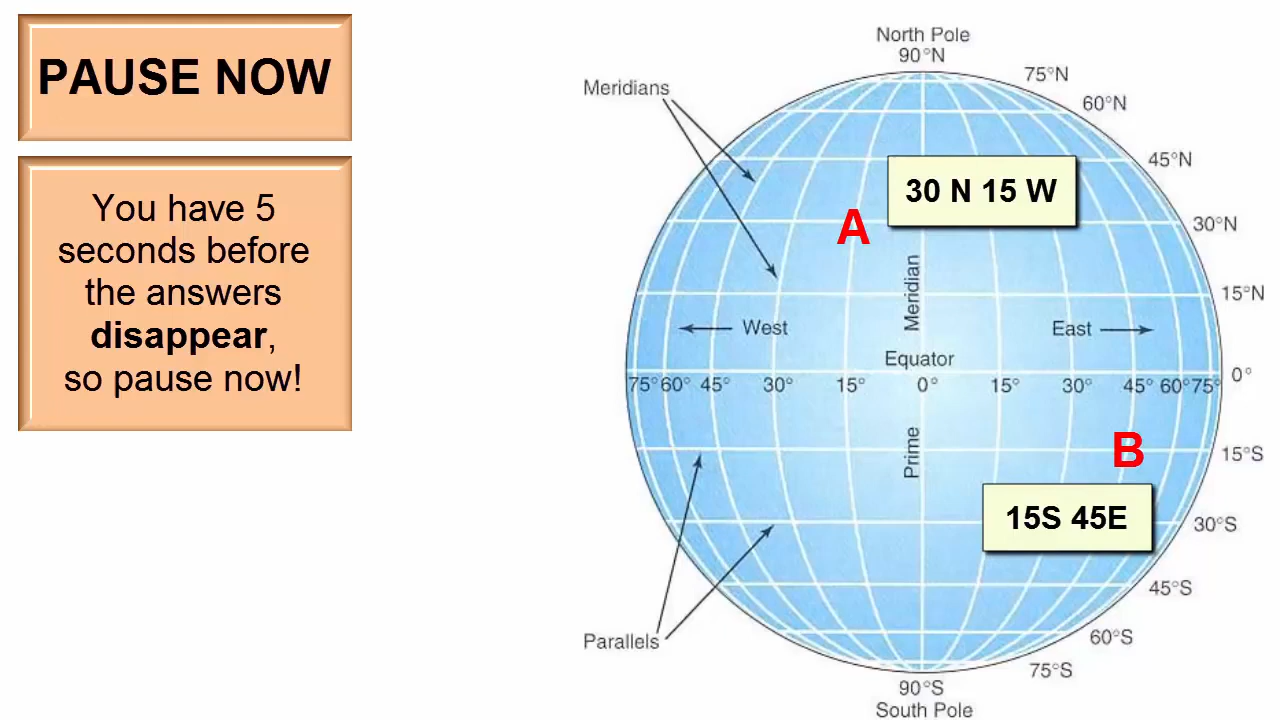 PAUSE NOW
You have 5
seconds before
the answers
disappear,
so pause now!
North Pole
90°N
75°N
60°N
45°N
30°N
15°N
0°
15°S
30°S
45°S
60°S
75°S
90°S
South Pole
Meridians
30 N 15 W
A
Meridian
West
East
Equator
75° 60° 45° 30° 15° 0° 15° 30° 45° 60° 75°
Prime
B
15S 45E
Parallels